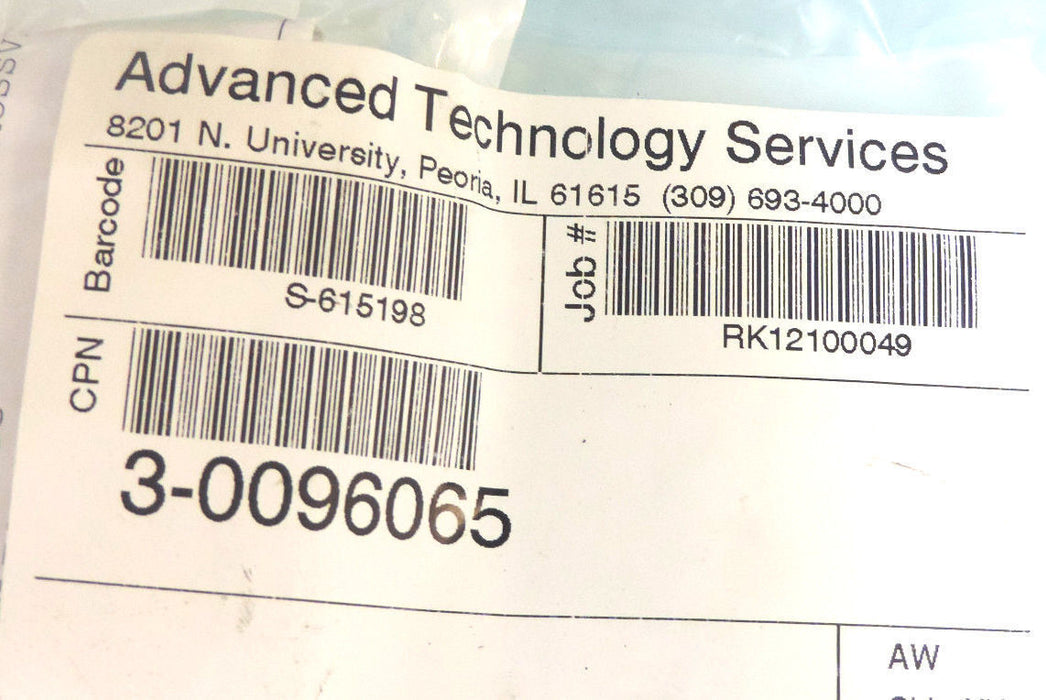 Advanced Technology Services
8201 N. University, Peoria, IL 61615 (309) 693-4000
Barcode
S-615198
Job #
RK12100049
CPN
3-0096065
AW